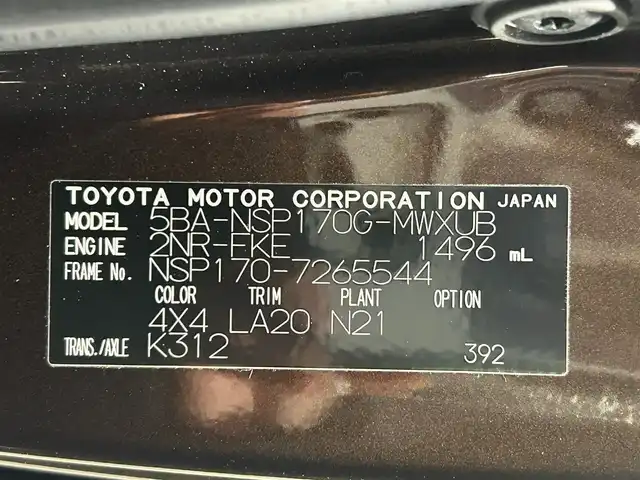 TOYOTA MOTOR CORPORATION JAPAN
MODEL 5BA-NSP170G-MWXUB
ENGINE 2NR-FKE 1496 mL
FRAME No. NSP170-7265544
COLOR TRIM PLANT OPTION
4X4 LA20 N21
TRANS./AXLE K312 392